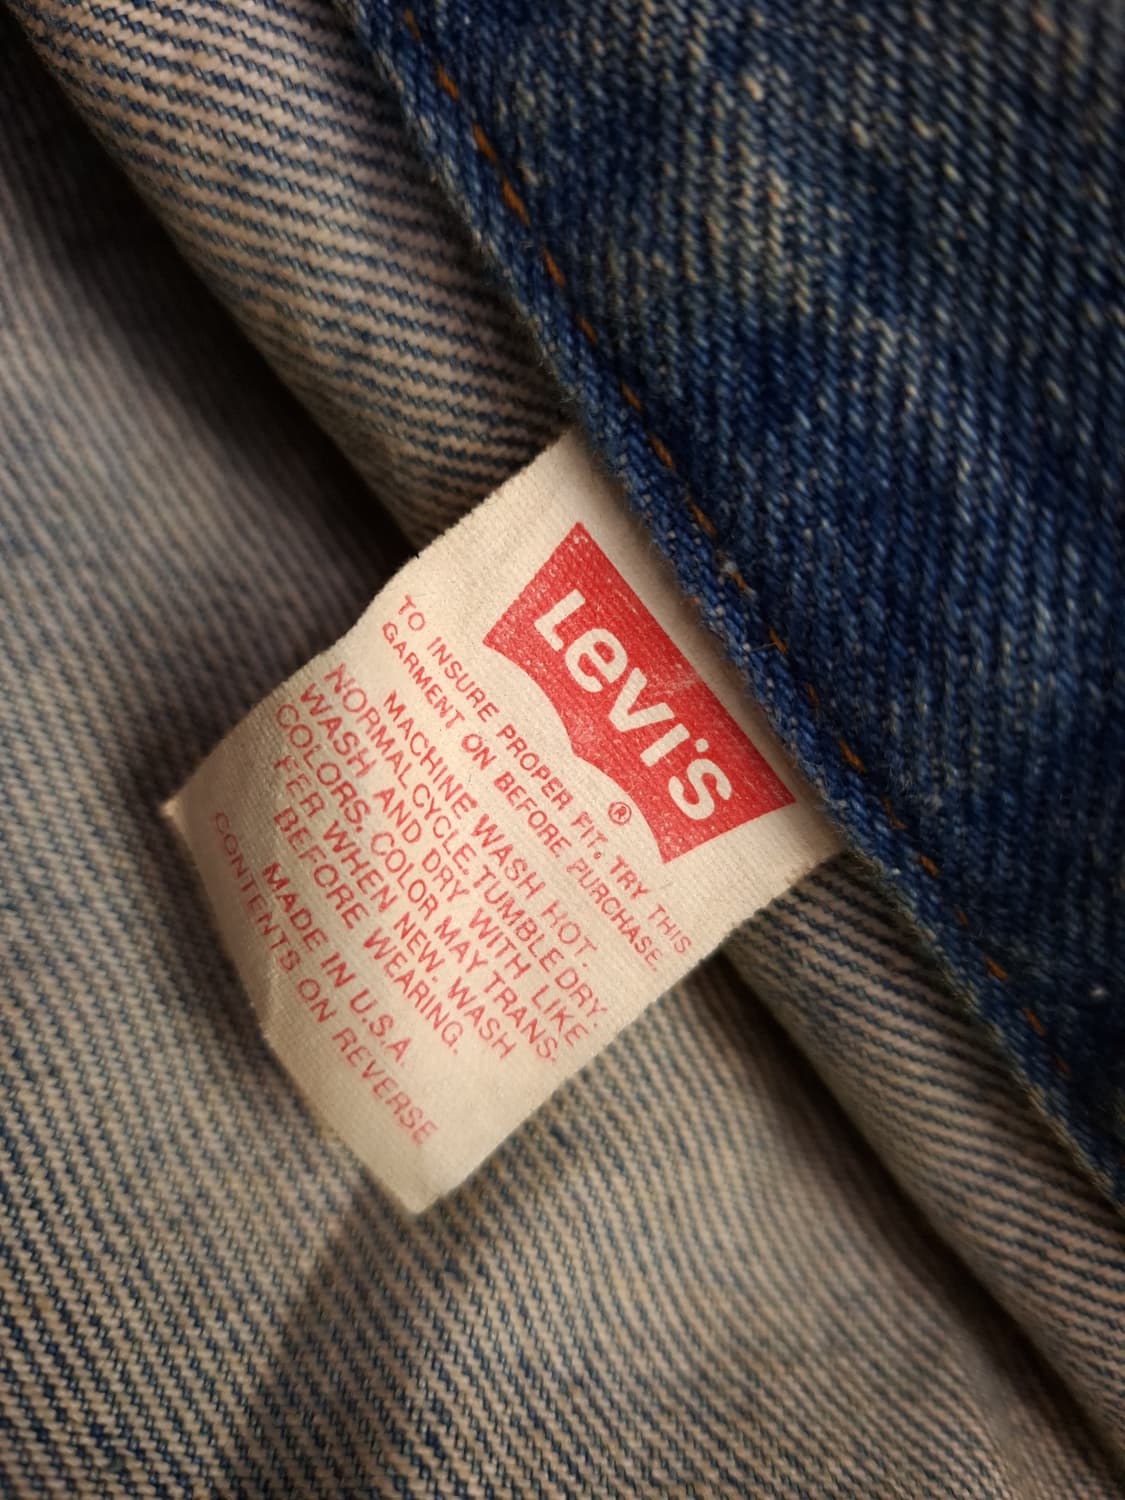 Levi's
®
TO INSURE PROPER FIT, TRY THIS
GARMENT ON BEFORE PURCHASE.
MACHINE WASH HOT.
NORMAL CYCLE-TUMBLE DRY.
WASH AND DRY WITH LIKE
COLORS. COLOR MAY TRANS-
FER WHEN NEW. WASH
BEFORE WEARING.
MADE IN U.S.A
CONTENTS ON REVERSE